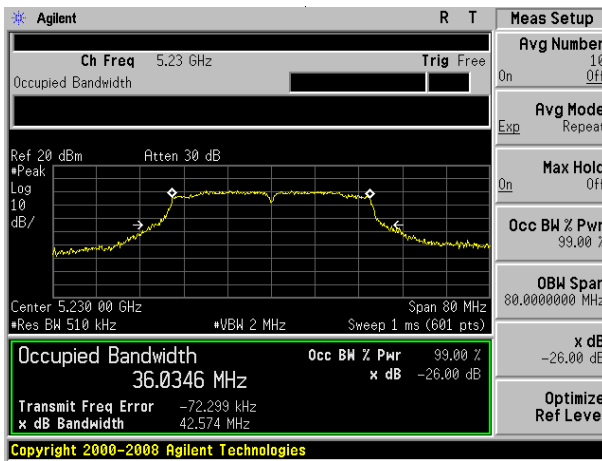 Agilent R T
Ch Freq 5.23 GHz Trig Free
Occupied Bandwidth
Ref 20 dBm Atten 30 dB
#Peak
Log
10
dB/
Center 5.230 00 GHz Span 80 MHz
#Res BW 510 kHz #VBW 2 MHz Sweep 1 ms (601 pts)
Occupied Bandwidth Occ BW % Pwr 99.00 %
36.0346 MHz x dB -26.00 dB
Transmit Freq Error -72.299 kHz
x dB Bandwidth 42.574 MHz
Copyright 2000-2008 Agilent Technologies
Meas Setup
Avg Number
10
On Off
Avg Mode
Exp Repeat
Max Hold
On Off
Occ BW % Pwr
99.00 %
OBW Span
80.0000000 MHz
x dB
-26.00 dB
Optimize
Ref Level